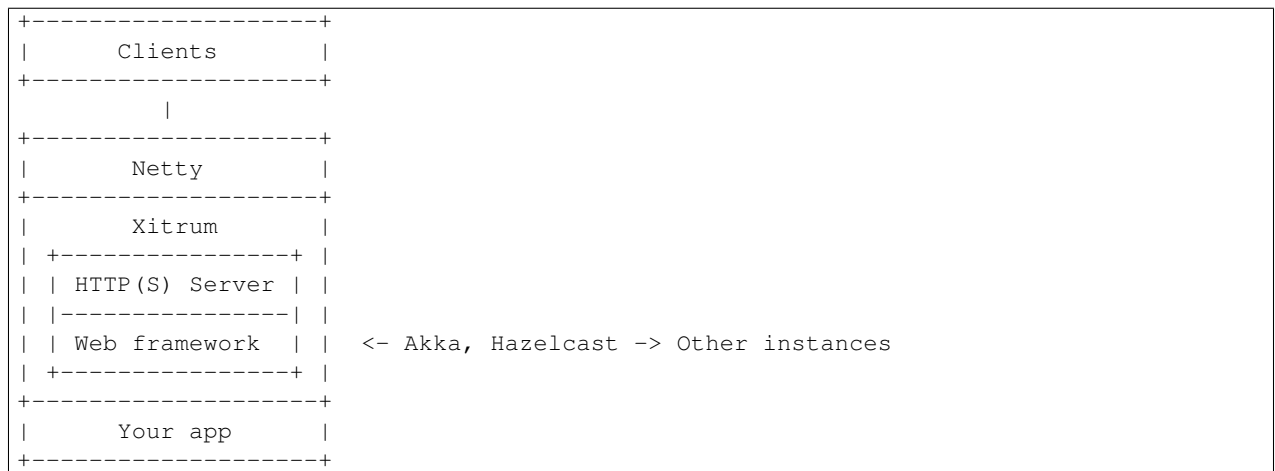 +--------------------+
|      Clients       |
+--------------------+
          |
+--------------------+
|       Netty        |
+--------------------+
|       Xitrum       |
| +----------------+ |
| | HTTP(S) Server | |
| |----------------| |
| | Web framework  | |  <- Akka, Hazelcast -> Other instances
| +----------------+ |
+--------------------+
|      Your app      |
+--------------------+